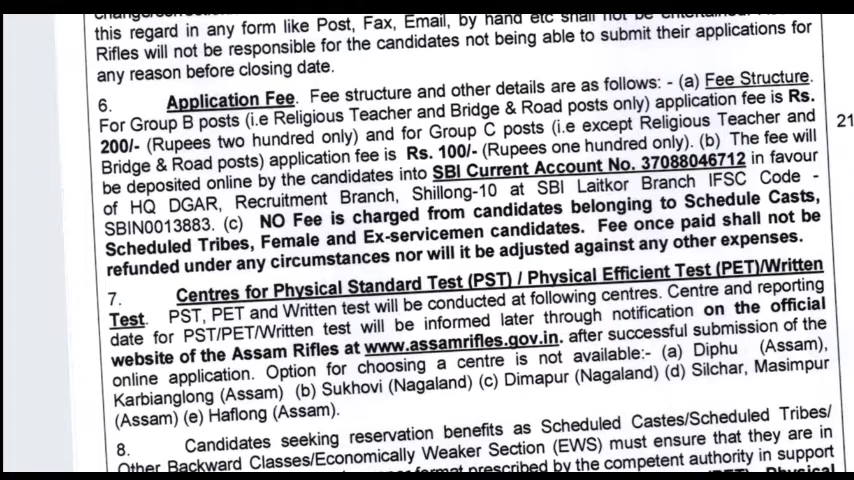 this regard in any form like Post, Fax, Email, by hand etc shall not be entertained.
Rifles will not be responsible for the candidates not being able to submit their applications for
any reason before closing date.
6. Application Fee. Fee structure and other details are as follows: - (a) Fee Structure.
For Group B posts (i.e Religious Teacher and Bridge & Road posts only) application fee is Rs.
200/- (Rupees two hundred only) and for Group C posts (i.e except Religious Teacher and
Bridge & Road posts) application fee is Rs. 100/- (Rupees one hundred only). (b) The fee will
be deposited online by the candidates into SBI Current Account No. 37088046712 in favour
of HQ DGAR, Recruitment Branch, Shillong-10 at SBI Laitkor Branch IFSC Code -
SBIN0013883. (c) NO Fee is charged from candidates belonging to Schedule Casts,
Scheduled Tribes, Female and Ex-servicemen candidates. Fee once paid shall not be
refunded under any circumstances nor will it be adjusted against any other expenses.
21
7. Centres for Physical Standard Test (PST) / Physical Efficient Test (PET)/Written
Test. PST, PET and Written test will be conducted at following centres. Centre and reporting
date for PST/PET/Written test will be informed later through notification on the official
website of the Assam Rifles at www.assamrifles.gov.in. after successful submission of the
online application. Option for choosing a centre is not available:- (a) Diphu (Assam),
Karbianglong (Assam) (b) Sukhovi (Nagaland) (c) Dimapur (Nagaland) (d) Silchar, Masimpur
(Assam) (e) Haflong (Assam).
8. Candidates seeking reservation benefits as Scheduled Castes/Scheduled Tribes/
Other Backward Classes/Economically Weaker Section (EWS) must ensure that they are in
format prescribed by the competent authority in support